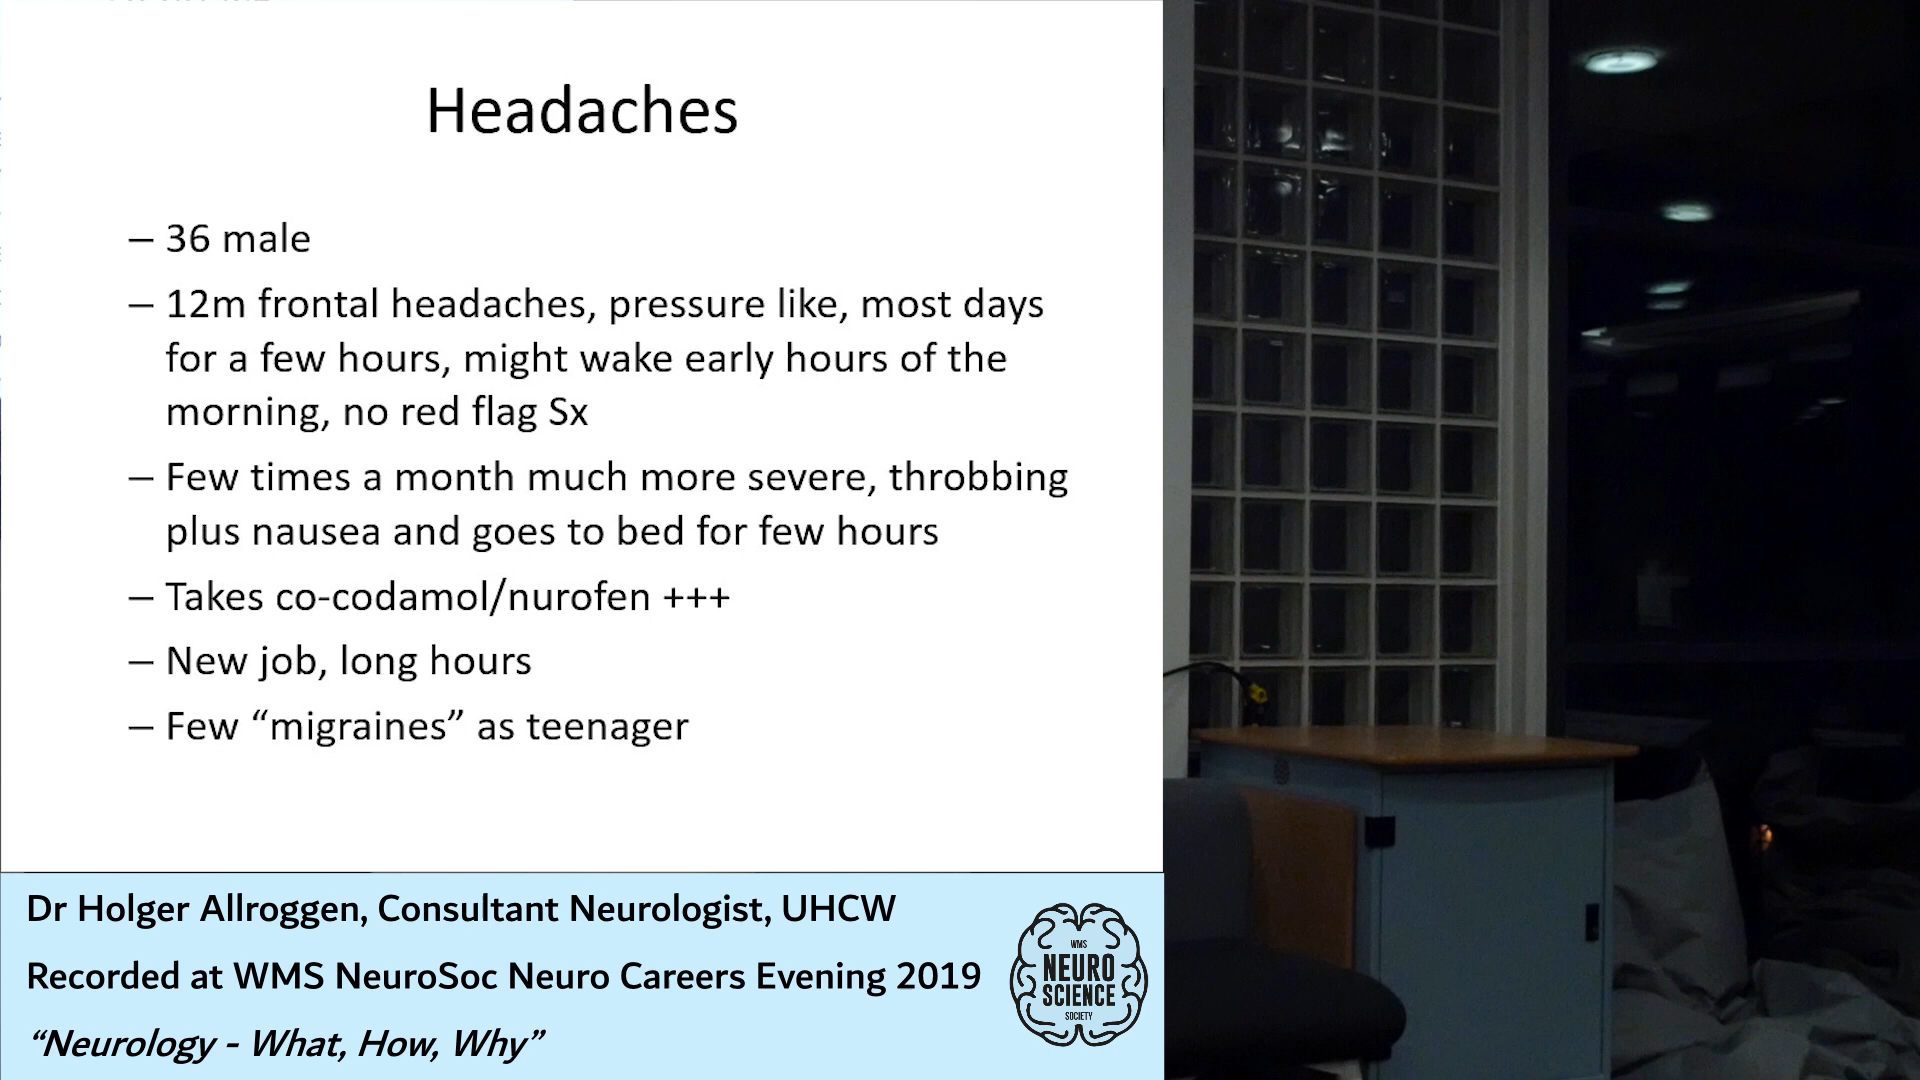 Headaches
– 36 male
– 12m frontal headaches, pressure like, most days
for a few hours, might wake early hours of the
morning, no red flag Sx
– Few times a month much more severe, throbbing
plus nausea and goes to bed for few hours
– Takes co-codamol/nurofen +++
– New job, long hours
– Few “migraines” as teenager
Dr Holger Allroggen, Consultant Neurologist, UHCW
Recorded at WMS NeuroSoc Neuro Careers Evening 2019
“Neurology - What, How, Why”
WMS
NEURO
SCIENCE
SOCIETY